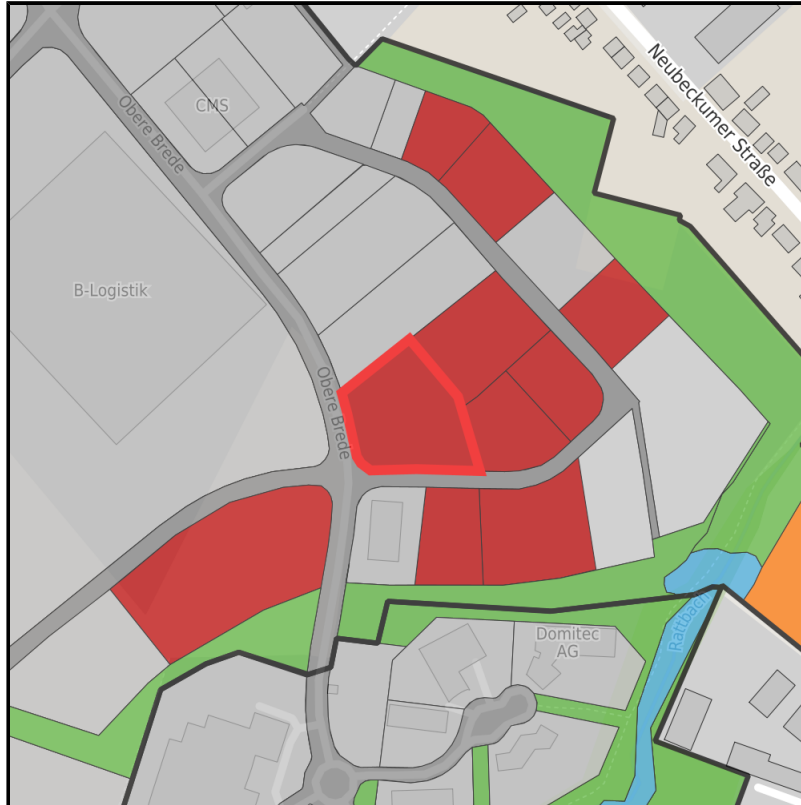 Neubeckumer Straße
CMS
Obere Brede
B-Logistik
Obere Brede
Rattbach
Domitec
AG